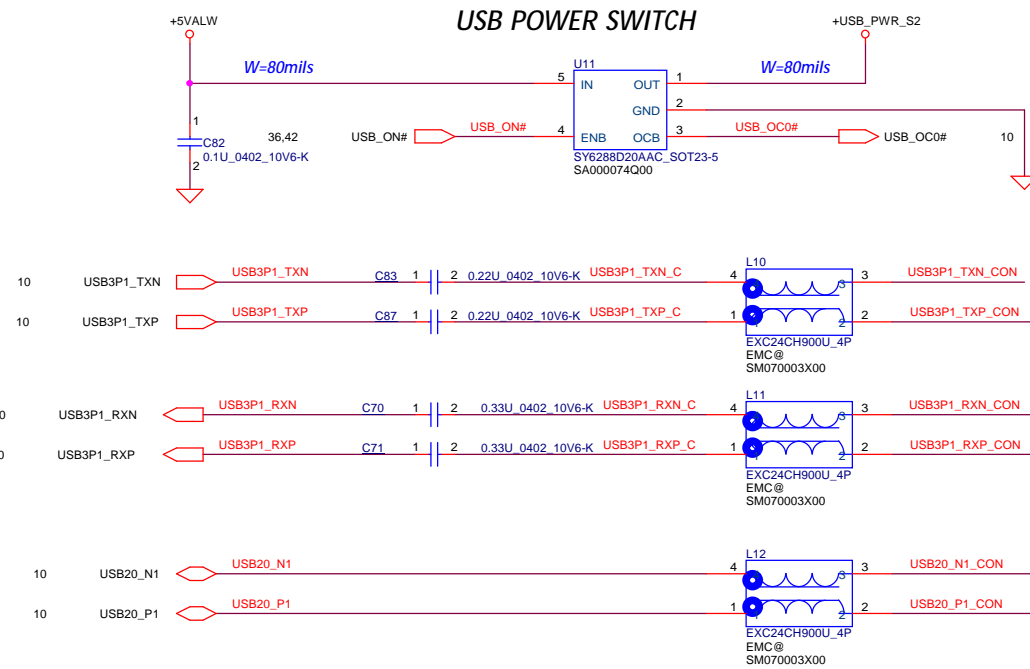 USB POWER SWITCH
+5VALW
+USB_PWR_S2
W=80mils
W=80mils
U11
5 IN OUT 1
GND 2
1
C82
0.1U_0402_10V6-K
2
36,42 USB_ON# USB_ON# 4 ENB OCB 3 USB_OC0# USB_OC0# 10
SY6288D20AAC_SOT23-5
SA000074Q00
L10
10 USB3P1_TXN USB3P1_TXN C83 1 2 0.22U_0402_10V6-K USB3P1_TXN_C 4 3 3 USB3P1_TXN_CON
10 USB3P1_TXP USB3P1_TXP C87 1 2 0.22U_0402_10V6-K USB3P1_TXP_C 1 2 2 USB3P1_TXP_CON
EXC24CH900U_4P
EMC@
SM070003X00
L11
0 USB3P1_RXN USB3P1_RXN C70 1 2 0.33U_0402_10V6-K USB3P1_RXN_C 4 3 3 USB3P1_RXN_CON
0 USB3P1_RXP USB3P1_RXP C71 1 2 0.33U_0402_10V6-K USB3P1_RXP_C 1 2 2 USB3P1_RXP_CON
EXC24CH900U_4P
EMC@
SM070003X00
L12
10 USB20_N1 USB20_N1 4 3 3 USB20_N1_CON
10 USB20_P1 USB20_P1 1 2 2 USB20_P1_CON
EXC24CH900U_4P
EMC@
SM070003X00